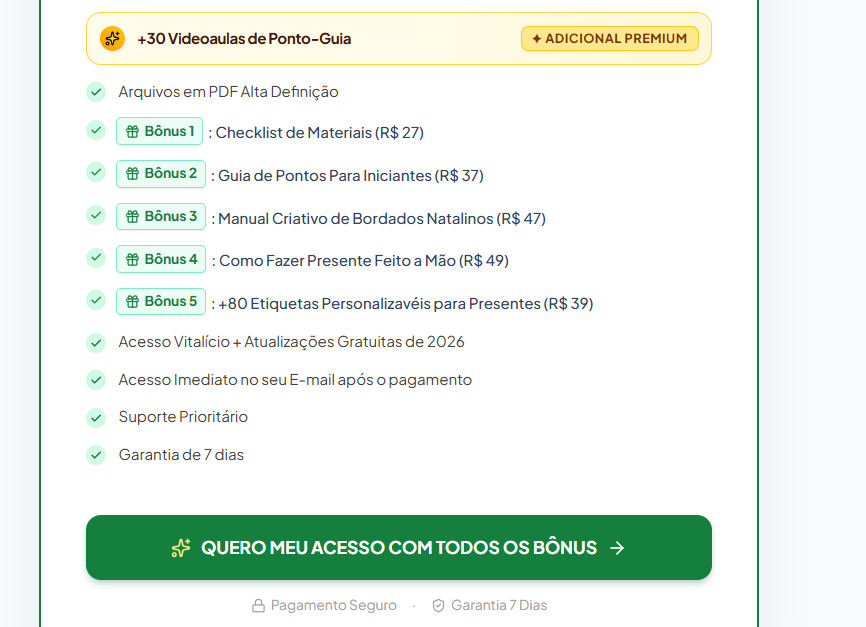 +30 Videoaulas de Ponto-Guia
✦ ADICIONAL PREMIUM
Arquivos em PDF Alta Definição
Bônus 1 : Checklist de Materiais (R$ 27)
Bônus 2 : Guia de Pontos Para Iniciantes (R$ 37)
Bônus 3 : Manual Criativo de Bordados Natalinos (R$ 47)
Bônus 4 : Como Fazer Presente Feito a Mão (R$ 49)
Bônus 5 : +80 Etiquetas Personalizavéis para Presentes (R$ 39)
Acesso Vitalício + Atualizações Gratuitas de 2026
Acesso Imediato no seu E-mail após o pagamento
Suporte Prioritário
Garantia de 7 dias
QUERO MEU ACESSO COM TODOS OS BÔNUS →
Pagamento Seguro · Garantia 7 Dias